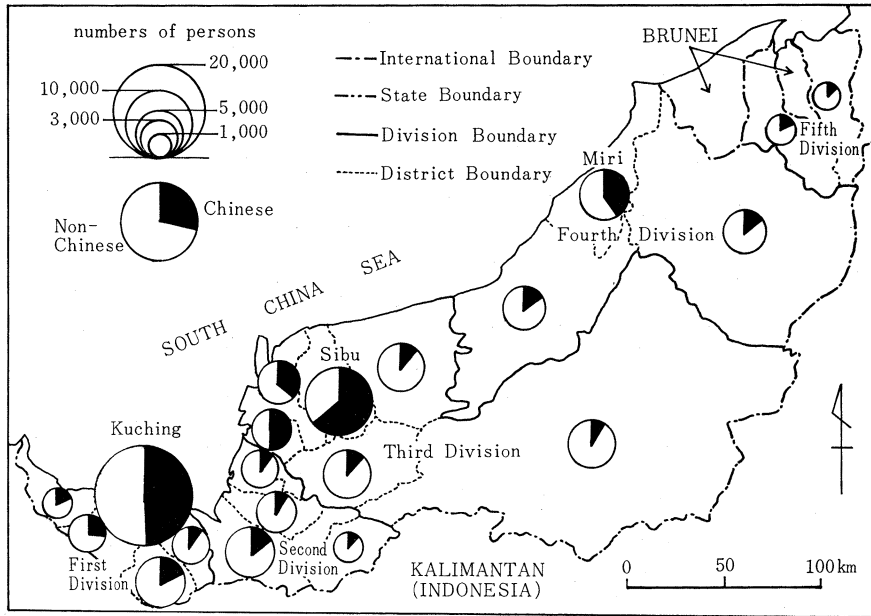 numbers of persons
20,000
10,000
5,000
3,000
1,000
Non-
Chinese
Chinese
International Boundary
State Boundary
Division Boundary
District Boundary
BRUNEI
Fifth
Division
Miri
Fourth Division
SOUTH CHINA SEA
Sibu
Kuching
Third Division
First
Division
Second
Division
KALIMANTAN
(INDONESIA)
0 50 100 km